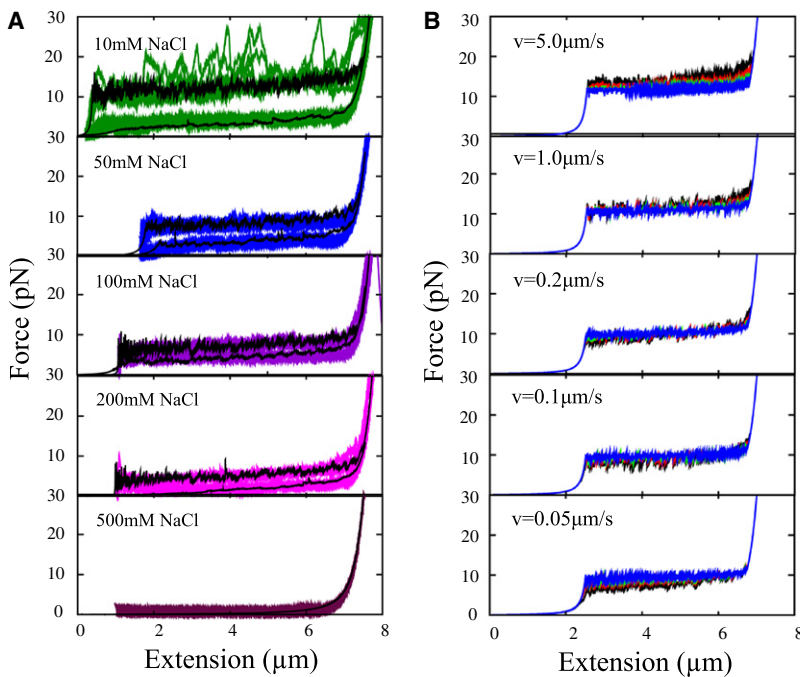 A
B
30
10mM NaCl
20
10
30
50mM NaCl
20
10
30
100mM NaCl
20
10
30
200mM NaCl
20
10
30
500mM NaCl
20
10
0
0 2 4 6 8
Force (pN)
Extension (µm)
30
v=5.0µm/s
20
10
30
v=1.0µm/s
20
10
30
v=0.2µm/s
20
10
30
v=0.1µm/s
20
10
30
v=0.05µm/s
20
10
0
0 2 4 6 8
Force (pN)
Extension (µm)